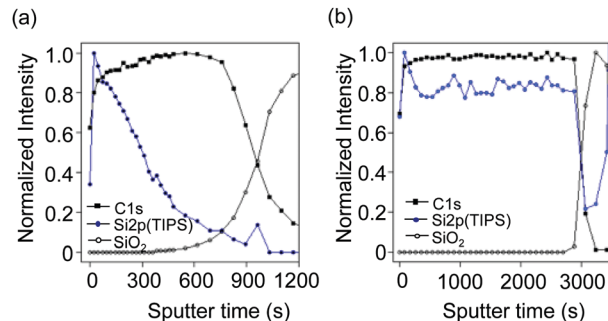 (a)
Normalized Intensity
1.0
0.8
0.6
0.4
0.2
0
C1s
Si2p(TIPS)
SiO2
0 300 600 900 1200
Sputter time (s)
(b)
Normalized Intensity
1.0
0.8
0.6
0.4
0.2
0
C1s
Si2p(TIPS)
SiO2
0 1000 2000 3000
Sputter time (s)